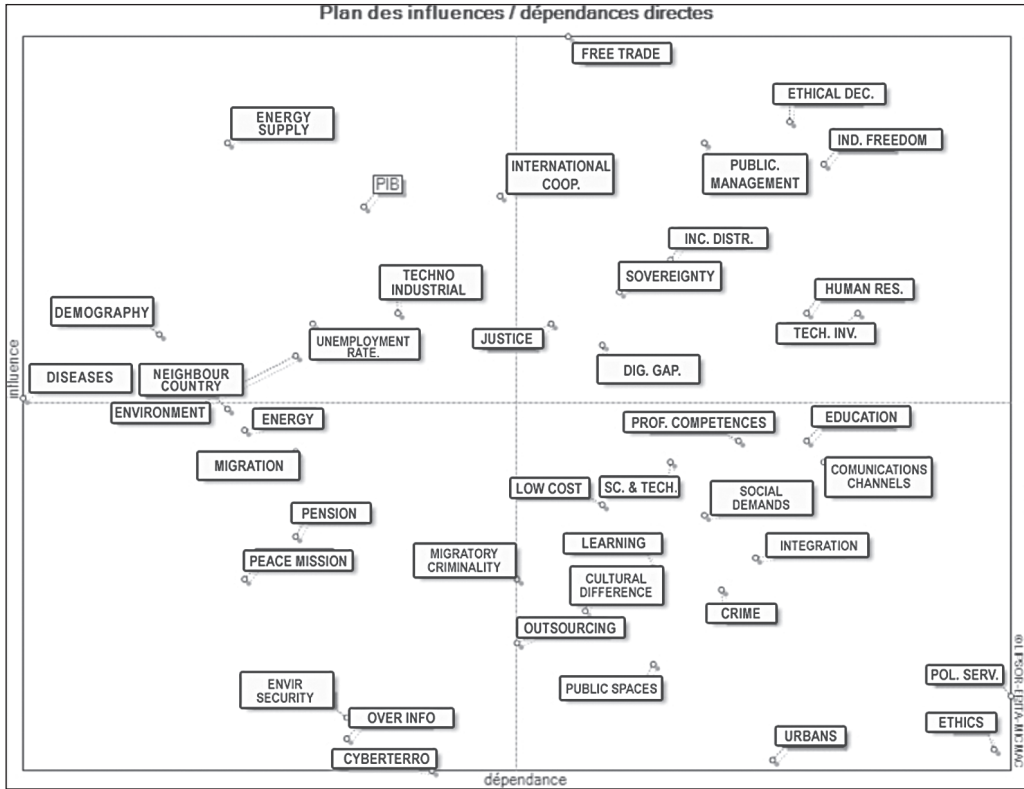 Plan des influences / dépendances directes
FREE TRADE
ETHICAL DEC.
ENERGY
SUPPLY
IND. FREEDOM
INTERNATIONAL
COOP.
PUBLIC.
MANAGEMENT
PIB
INC. DISTR.
SOVEREIGNTY
TECHNO
INDUSTRIAL
HUMAN RES.
DEMOGRAPHY
TECH. INV.
UNEMPLOYMENT
RATE.
JUSTICE
DIG. GAP.
influence
DISEASES
NEIGHBOUR
COUNTRY
ENVIRONMENT
ENERGY
PROF. COMPETENCES
EDUCATION
MIGRATION
COMUNICATIONS
CHANNELS
LOW COST
SC. & TECH.
SOCIAL
DEMANDS
PENSION
LEARNING
INTEGRATION
PEACE MISSION
MIGRATORY
CRIMINALITY
CULTURAL
DIFFERENCE
CRIME
OUTSOURCING
PUBLIC SPACES
POL. SERV.
ENVIR
SECURITY
OVER INFO
ETHICS
URBANS
CYBERTERRO
dépendance
© LIPSOR-EPITA-MICMAC